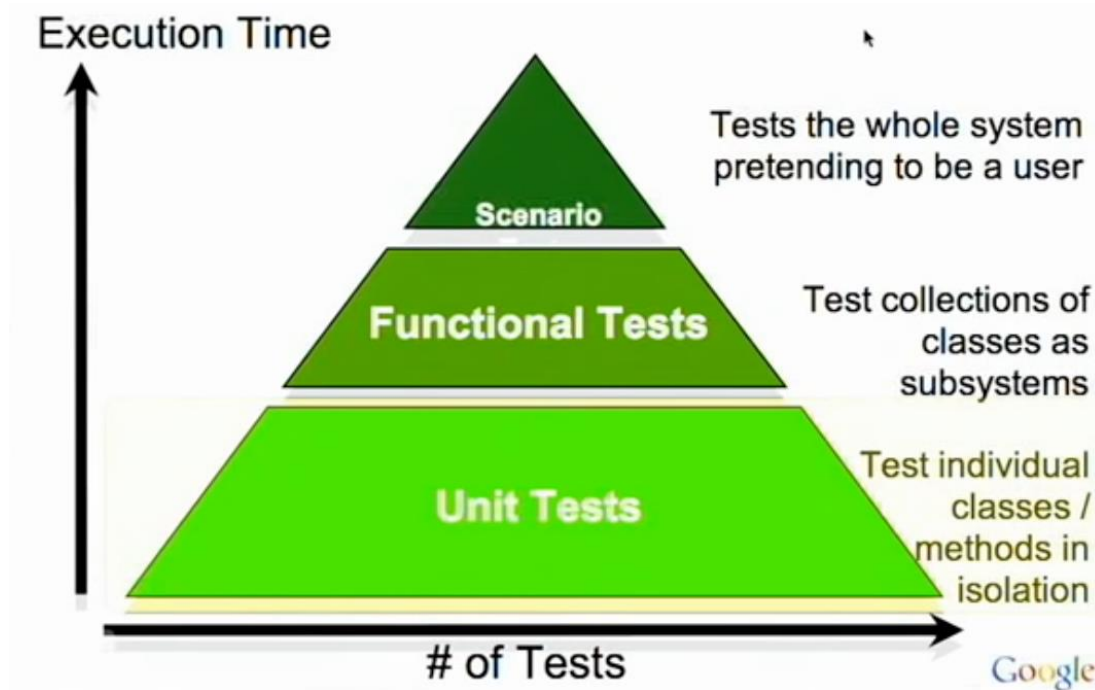 Execution Time
Tests the whole system
pretending to be a user
Scenario
Functional Tests
Test collections of
classes as
subsystems
Unit Tests
Test individual
classes /
methods in
isolation
# of Tests
Google